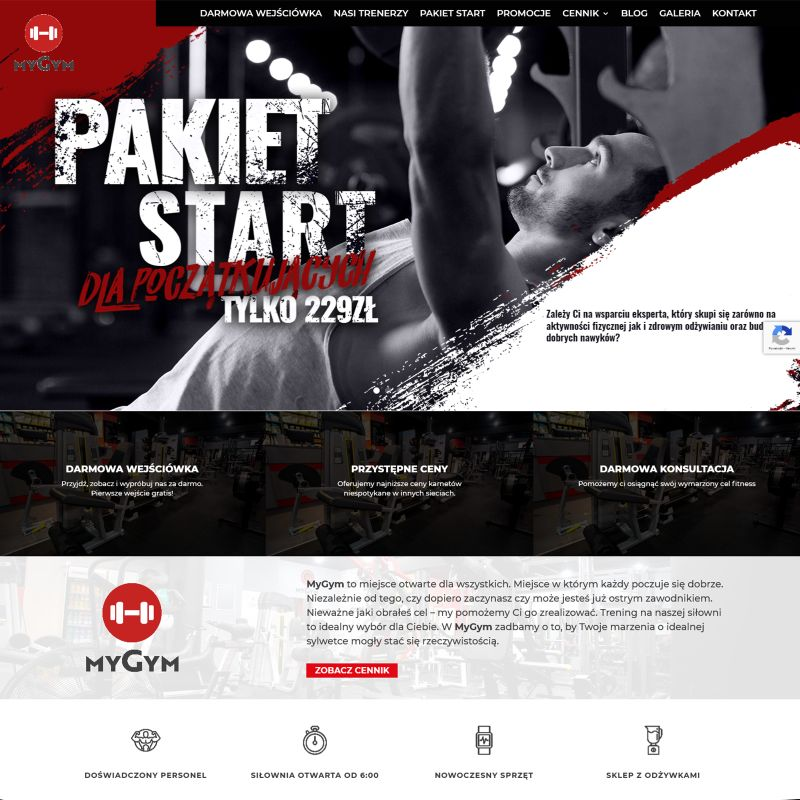 DARMOWA WEJŚCIÓWKA NASI TRENERZY PAKIET START PROMOCJE CENNIK BLOG GALERIA KONTAKT
MYGYM
PAKIET
START
DLA POCZĄTKUJĄCYCH
TYLKO 229ZŁ
Zależy Ci na wsparciu eksperta, który skupi się zarówno na
aktywności fizycznej jak i zdrowym odżywianiu oraz
dobrych nawyków?
DARMOWA WEJŚCIÓWKA
Przyjdź, zobacz i wypróbuj nas za darmo.
Pierwsze wejście gratis!
PRZYSTĘPNE CENY
Oferujemy najniższe ceny karnetów
niespotykane w innych sieciach.
DARMOWA KONSULTACJA
Pomożemy ci osiągnąć swój wymarzony cel fitness
MYGYM
MyGym to miejsce otwarte dla wszystkich. Miejsce w którym każdy poczuje się dobrze.
Niezależnie od tego, czy dopiero zaczynasz czy może jesteś już ostrym zawodnikiem.
Nieważne jaki obrałeś cel – my pomożemy Ci go zrealizować. Trening na naszej siłowni
to idealny wybór dla Ciebie. W MyGym zadbamy o to, by Twoje marzenia o idealnej
sylwetce mogły stać się rzeczywistością.
ZOBACZ CENNIK
DOŚWIADCZONY PERSONEL
SIŁOWNIA OTWARTA OD 6:00
NOWOCZESNY SPRZĘT
SKLEP Z ODŻYWKAMI